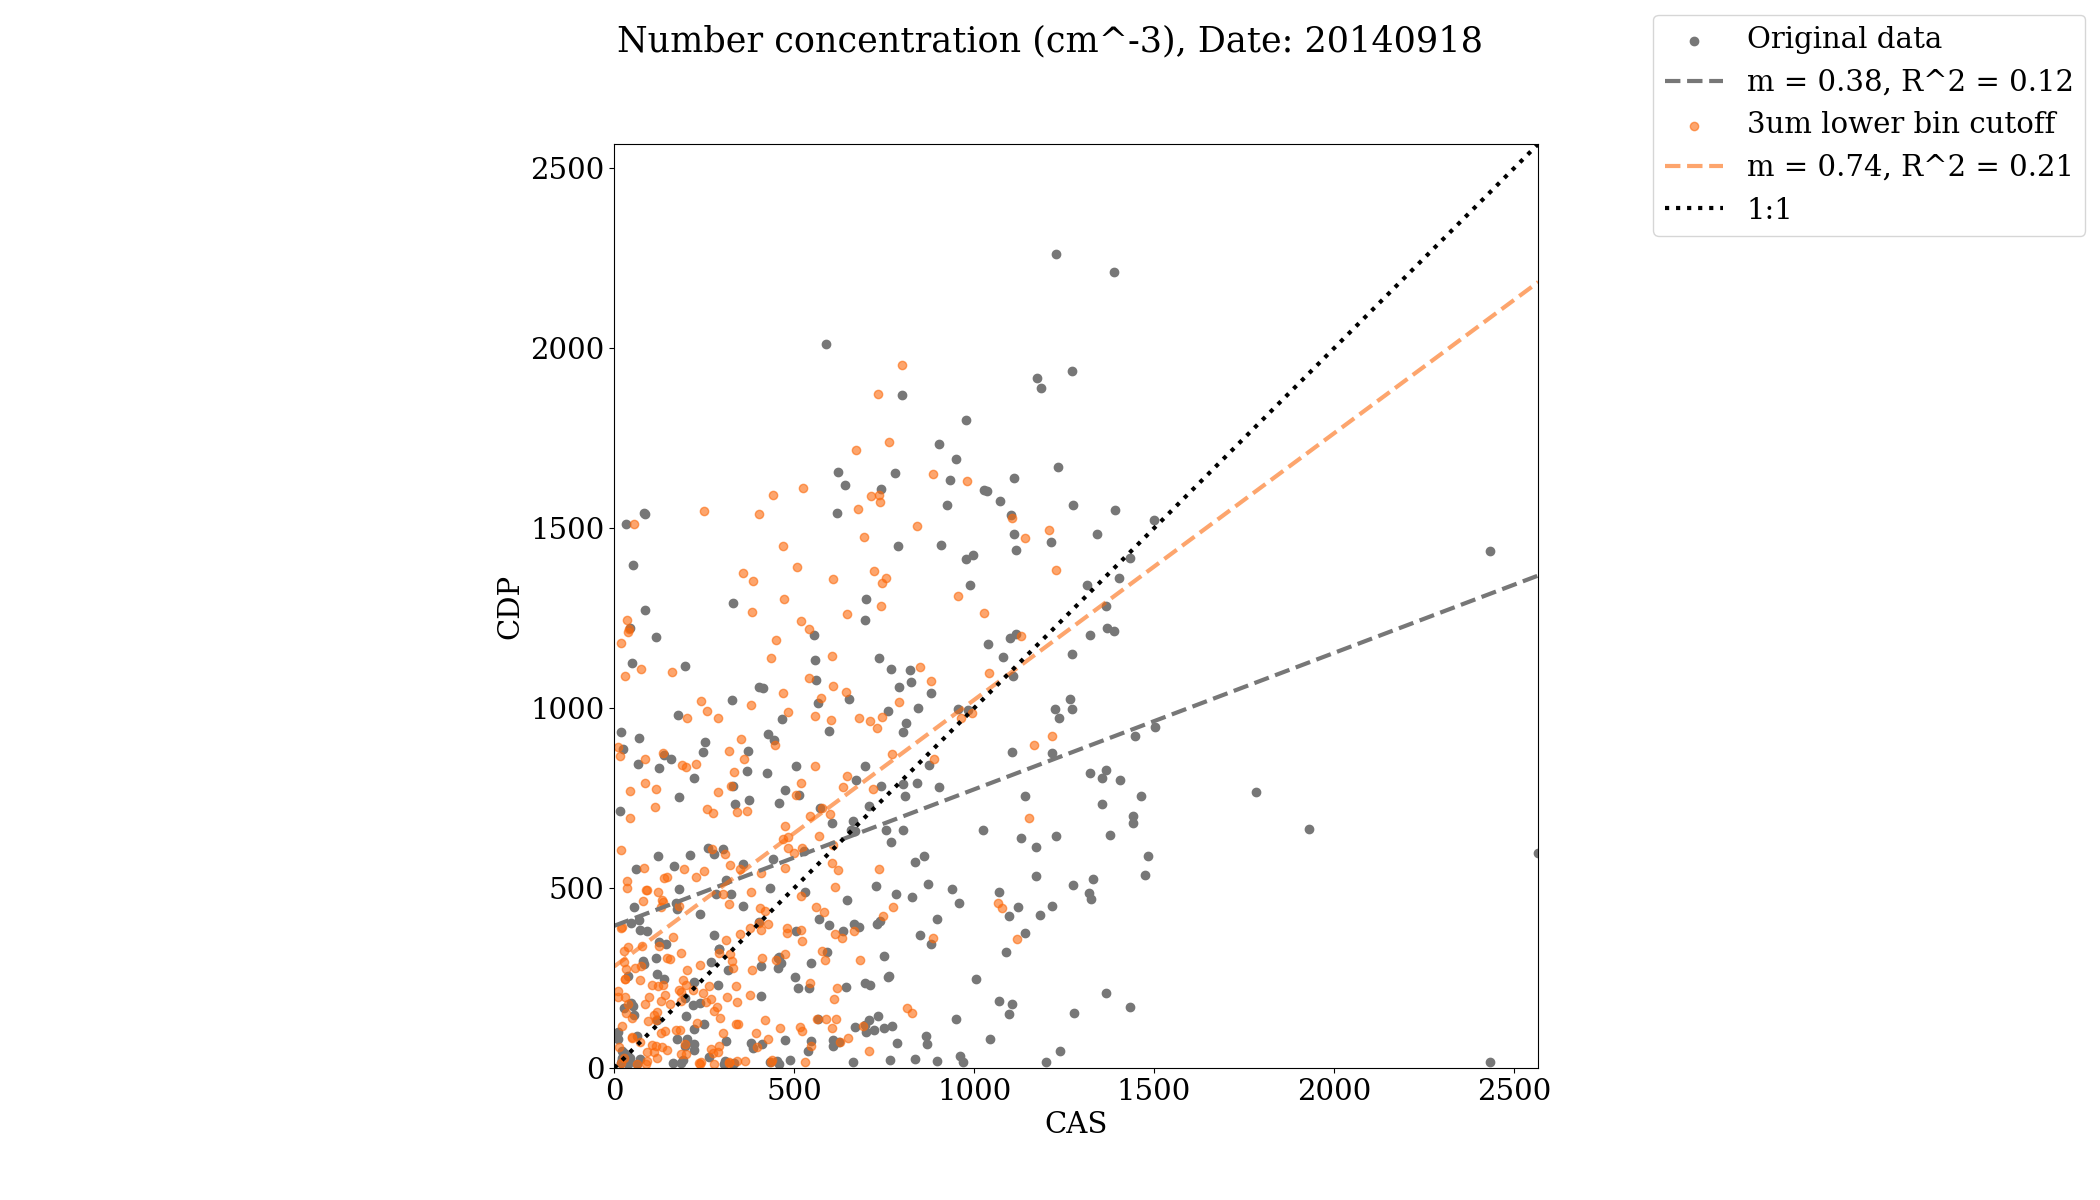 Number concentration (cm^-3), Date: 20140918
Original data
m = 0.38, R^2 = 0.12
3um lower bin cutoff
m = 0.74, R^2 = 0.21
1:1
2500
2000
1500
1000
500
0
CDP
0 500 1000 1500 2000 2500
CAS